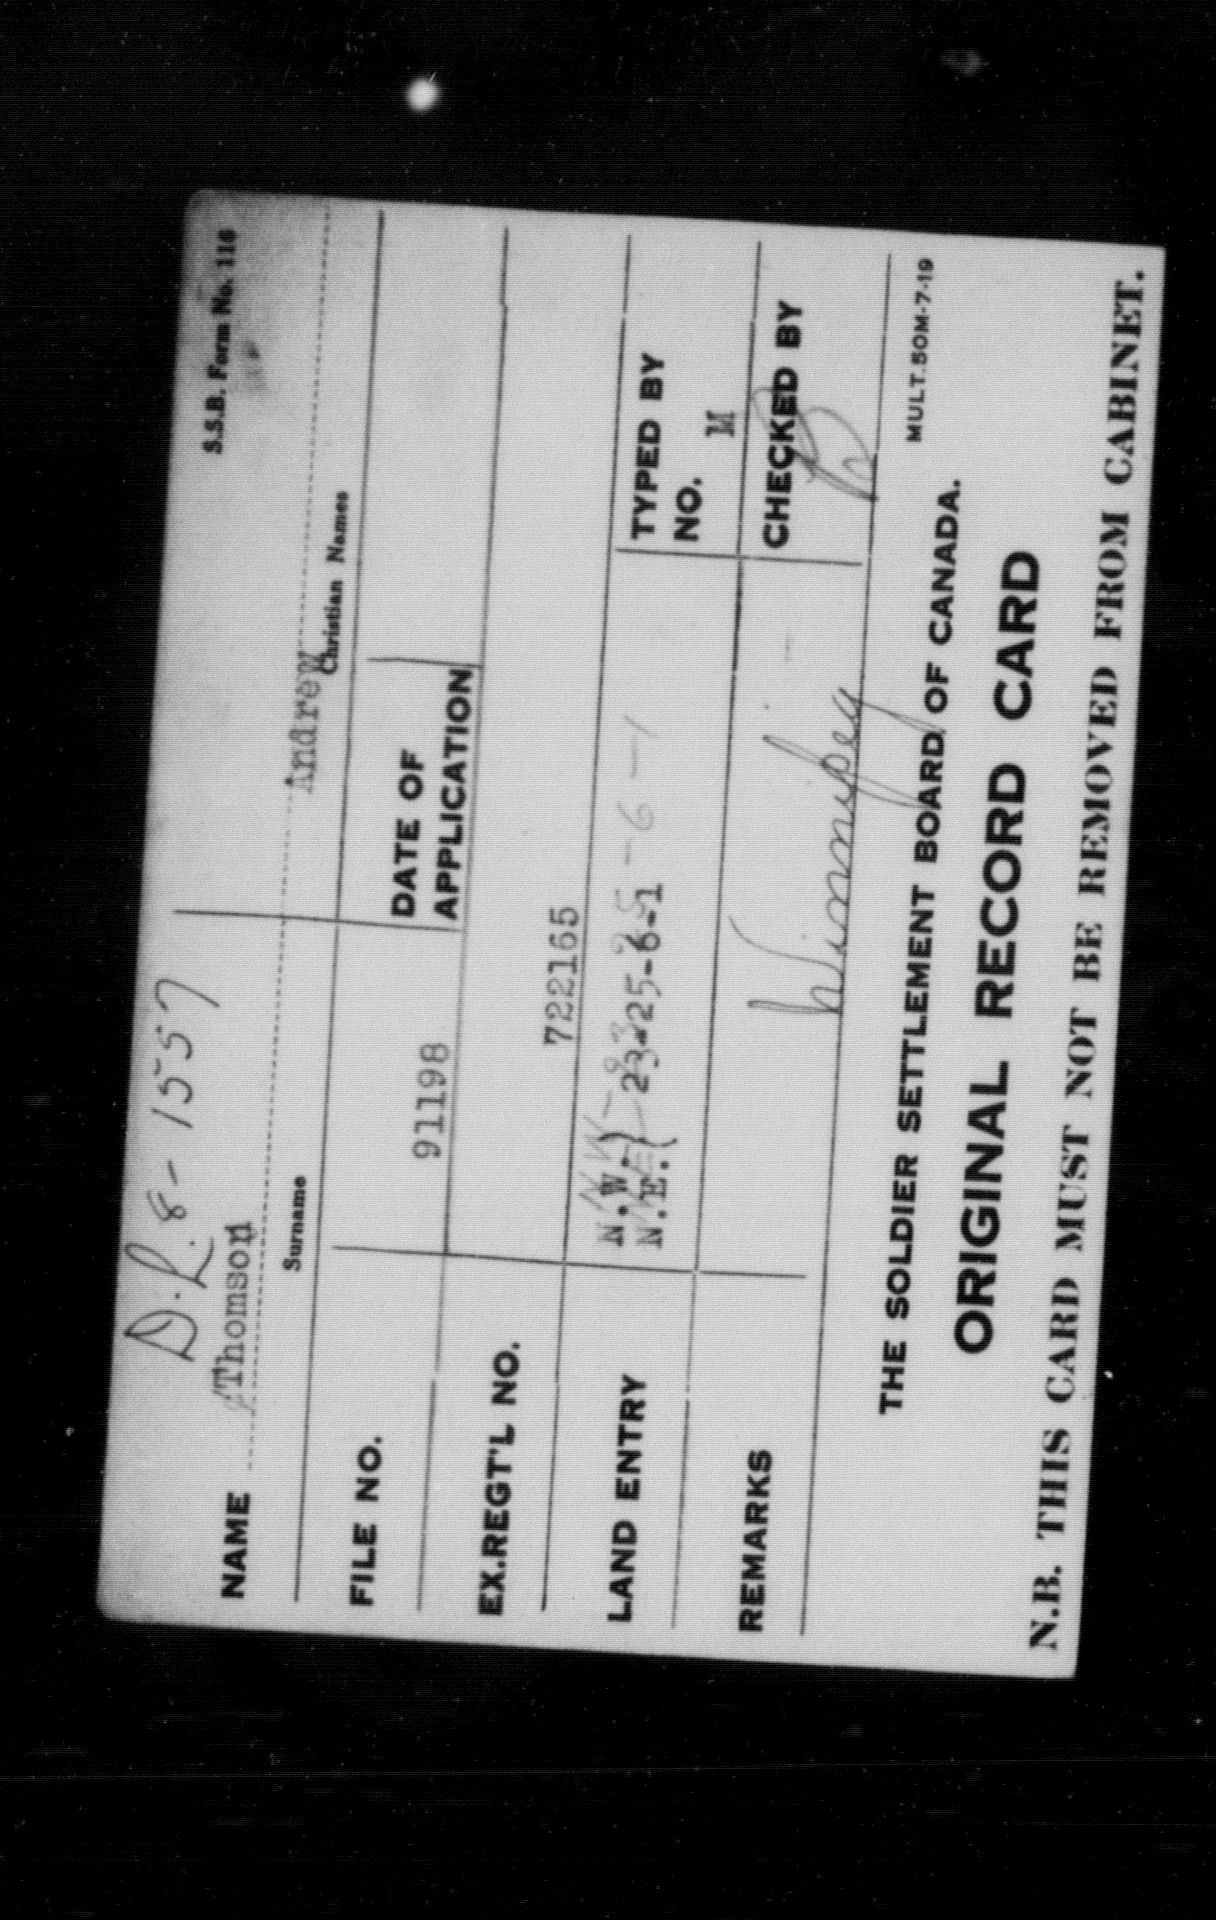 S.S.B. Form No. 116
D.R. 8-1557
NAME Thomson Andrew
Surname Christian Names
FILE NO. 91198 DATE OF APPLICATION
EX.REGT'L NO. 722165
LAND ENTRY N.W.) 23-25-6-1
N.E.(
NW - 23 - 25 - 6 - 1
NE
TYPED BY
NO. M
REMARKS Winnipeg
CHECKED BY
MULT.50M-7-19
THE SOLDIER SETTLEMENT BOARD OF CANADA.
ORIGINAL RECORD CARD
N.B. THIS CARD MUST NOT BE REMOVED FROM CABINET.